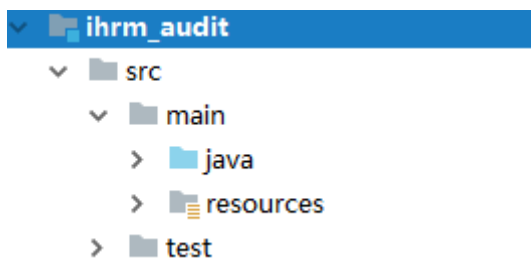 ihrm_audit
src
main
java
resources
test